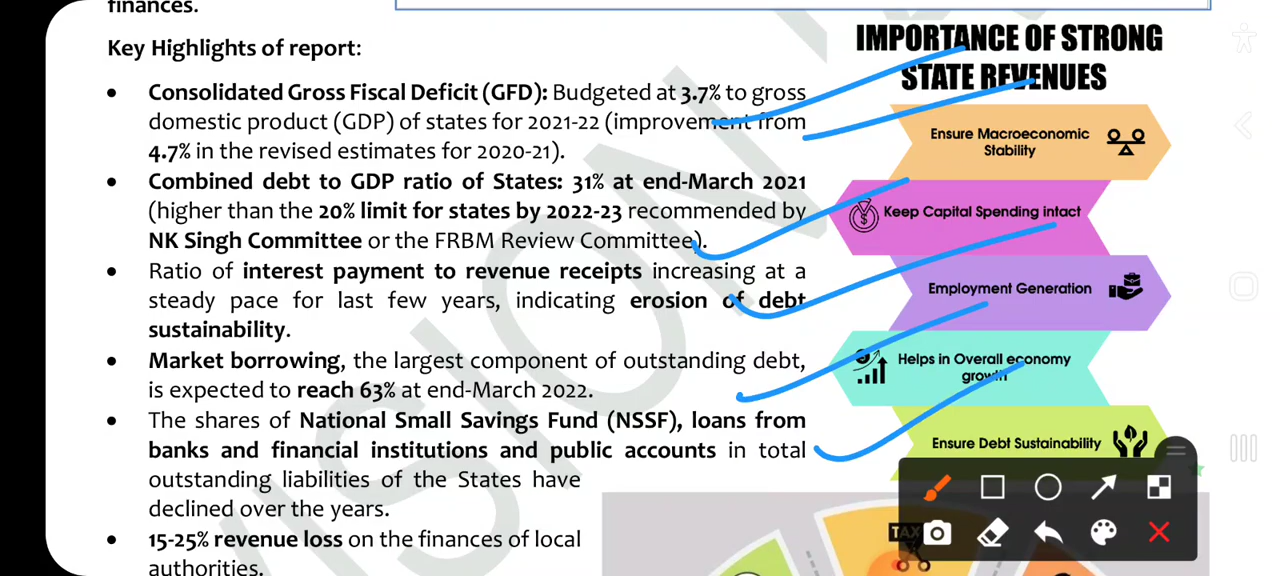 finances.
Key Highlights of report:
• Consolidated Gross Fiscal Deficit (GFD): Budgeted at 3.7% to gross
domestic product (GDP) of states for 2021-22 (improvement from
4.7% in the revised estimates for 2020-21).
• Combined debt to GDP ratio of States: 31% at end-March 2021
(higher than the 20% limit for states by 2022-23 recommended by
NK Singh Committee or the FRBM Review Committee).
• Ratio of interest payment to revenue receipts increasing at a
steady pace for last few years, indicating erosion of debt
sustainability.
• Market borrowing, the largest component of outstanding debt,
is expected to reach 63% at end-March 2022.
• The shares of National Small Savings Fund (NSSF), loans from
banks and financial institutions and public accounts in total
outstanding liabilities of the States have
declined over the years.
• 15-25% revenue loss on the finances of local
authorities.
IMPORTANCE OF STRONG
STATE REVENUES
Ensure Macroeconomic
Stability
Keep Capital Spending intact
Employment Generation
Helps in Overall economy
growth
Ensure Debt Sustainability
TAX
VISION